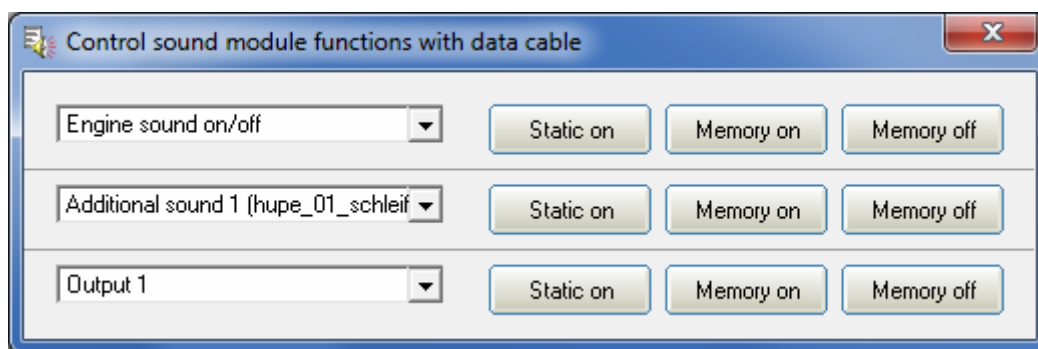 Control sound module functions with data cable
Engine sound on/off Static on Memory on Memory off
Additional sound 1 (hupe_01_schleif Static on Memory on Memory off
Output 1 Static on Memory on Memory off